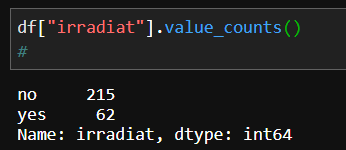 df["irradiat"].value_counts()
#
no     215
yes     62
Name: irradiat, dtype: int64